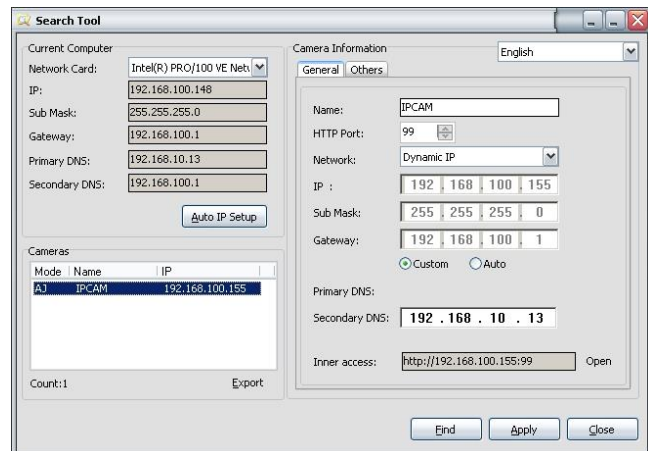 Search Tool
Current Computer
Network Card: Intel(R) PRO/100 VE Netw
IP: 192.168.100.148
Sub Mask: 255.255.255.0
Gateway: 192.168.100.1
Primary DNS: 192.168.10.13
Secondary DNS: 192.168.100.1
Auto IP Setup
Cameras
Mode Name IP
AJ IPCAM 192.168.100.155
Count:1 Export
Camera Information English
General Others
Name: IPCAM
HTTP Port: 99
Network: Dynamic IP
IP : 192 . 168 . 100 . 155
Sub Mask: 255 . 255 . 255 . 0
Gateway: 192 . 168 . 100 . 1
Custom Auto
Primary DNS:
Secondary DNS: 192 . 168 . 10 . 13
Inner access: http://192.168.100.155:99 Open
Find Apply Close